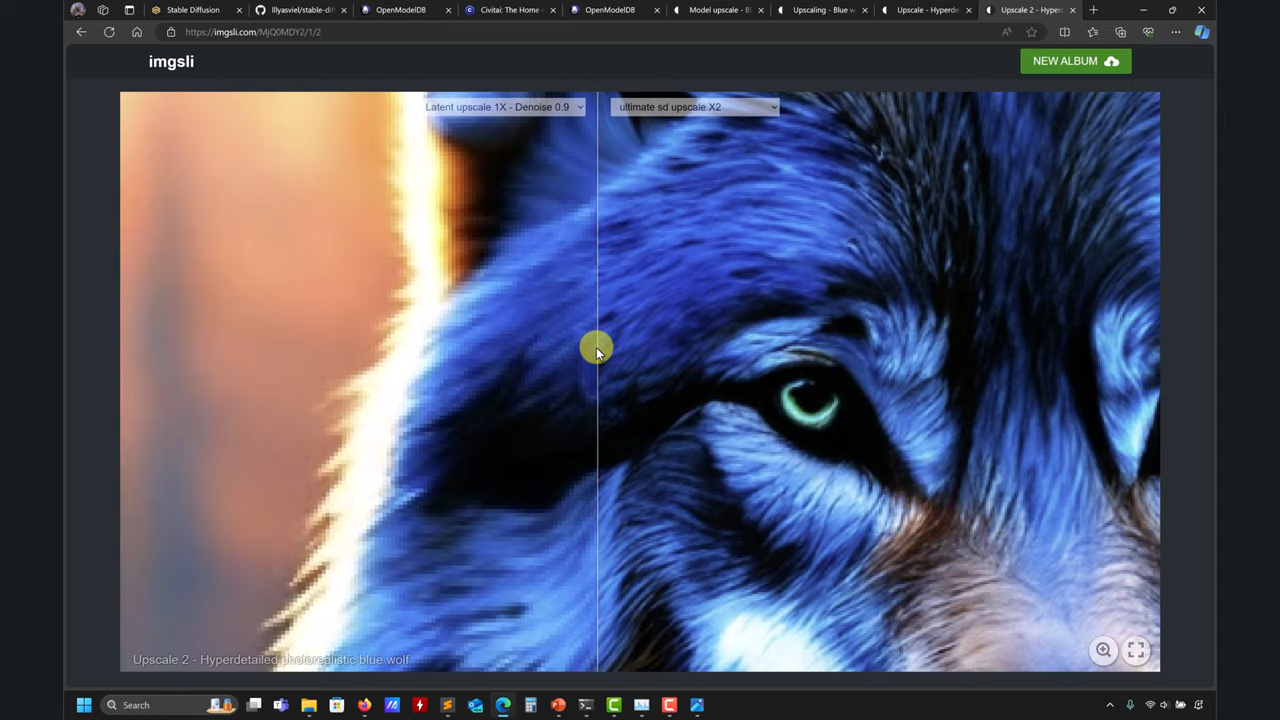 Stable Diffusion
lllyasviel/stable-dif
OpenModelDB
Civitai: The Home
OpenModelDB
Model upscale - Bl
Upscaling - Blue w
Upscale - Hyperde
Upscale 2 - Hyper
https://imgsli.com/MjQ0MDY2/1/2
imgsli
NEW ALBUM
Latent upscale 1X - Denoise 0.9
ultimate sd upscale X2
Upscale 2 - Hyperdetailed photorealistic blue wolf
Search